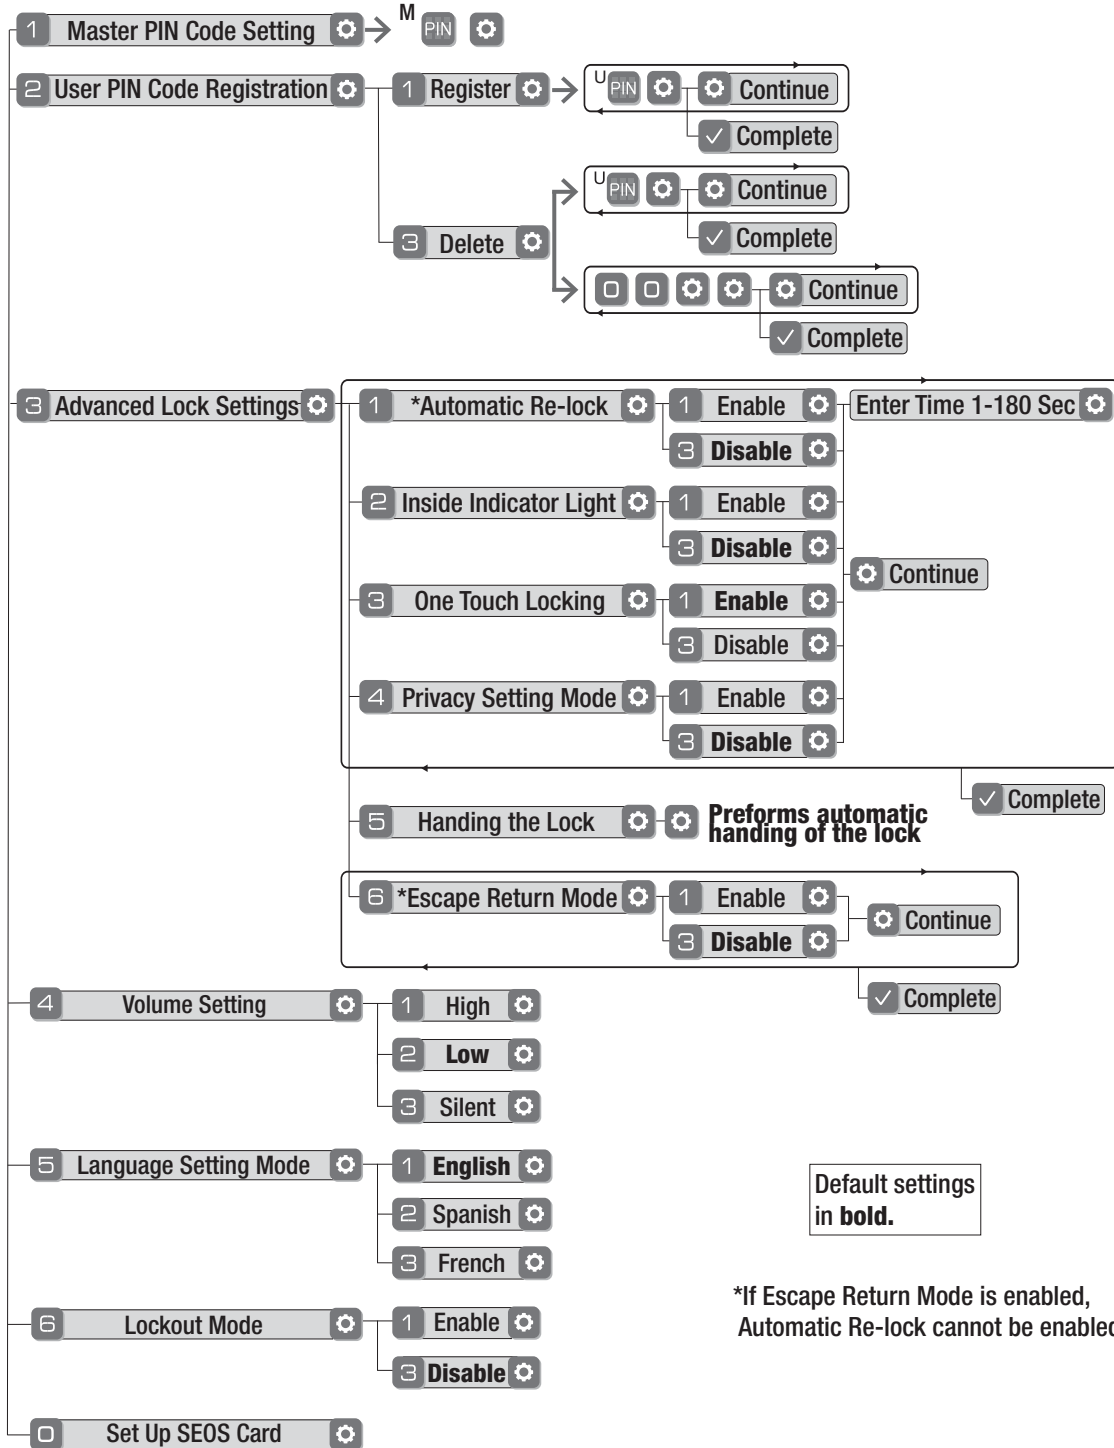 1 Master PIN Code Setting M PIN
2 User PIN Code Registration 1 Register U PIN Continue
Complete
3 Delete U PIN Continue
Complete
0 0 Continue
Complete
3 Advanced Lock Settings 1 *Automatic Re-lock 1 Enable Enter Time 1-180 Sec
3 Disable
2 Inside Indicator Light 1 Enable
3 Disable
Continue
3 One Touch Locking 1 Enable
3 Disable
4 Privacy Setting Mode 1 Enable
3 Disable
Complete
5 Handing the Lock Preforms automatic
handing of the lock
6 *Escape Return Mode 1 Enable
Continue
3 Disable
Complete
4 Volume Setting 1 High
2 Low
3 Silent
5 Language Setting Mode 1 English
2 Spanish
3 French
Default settings
in bold.
6 Lockout Mode 1 Enable
3 Disable
*If Escape Return Mode is enabled,
Automatic Re-lock cannot be enabled
0 Set Up SEOS Card